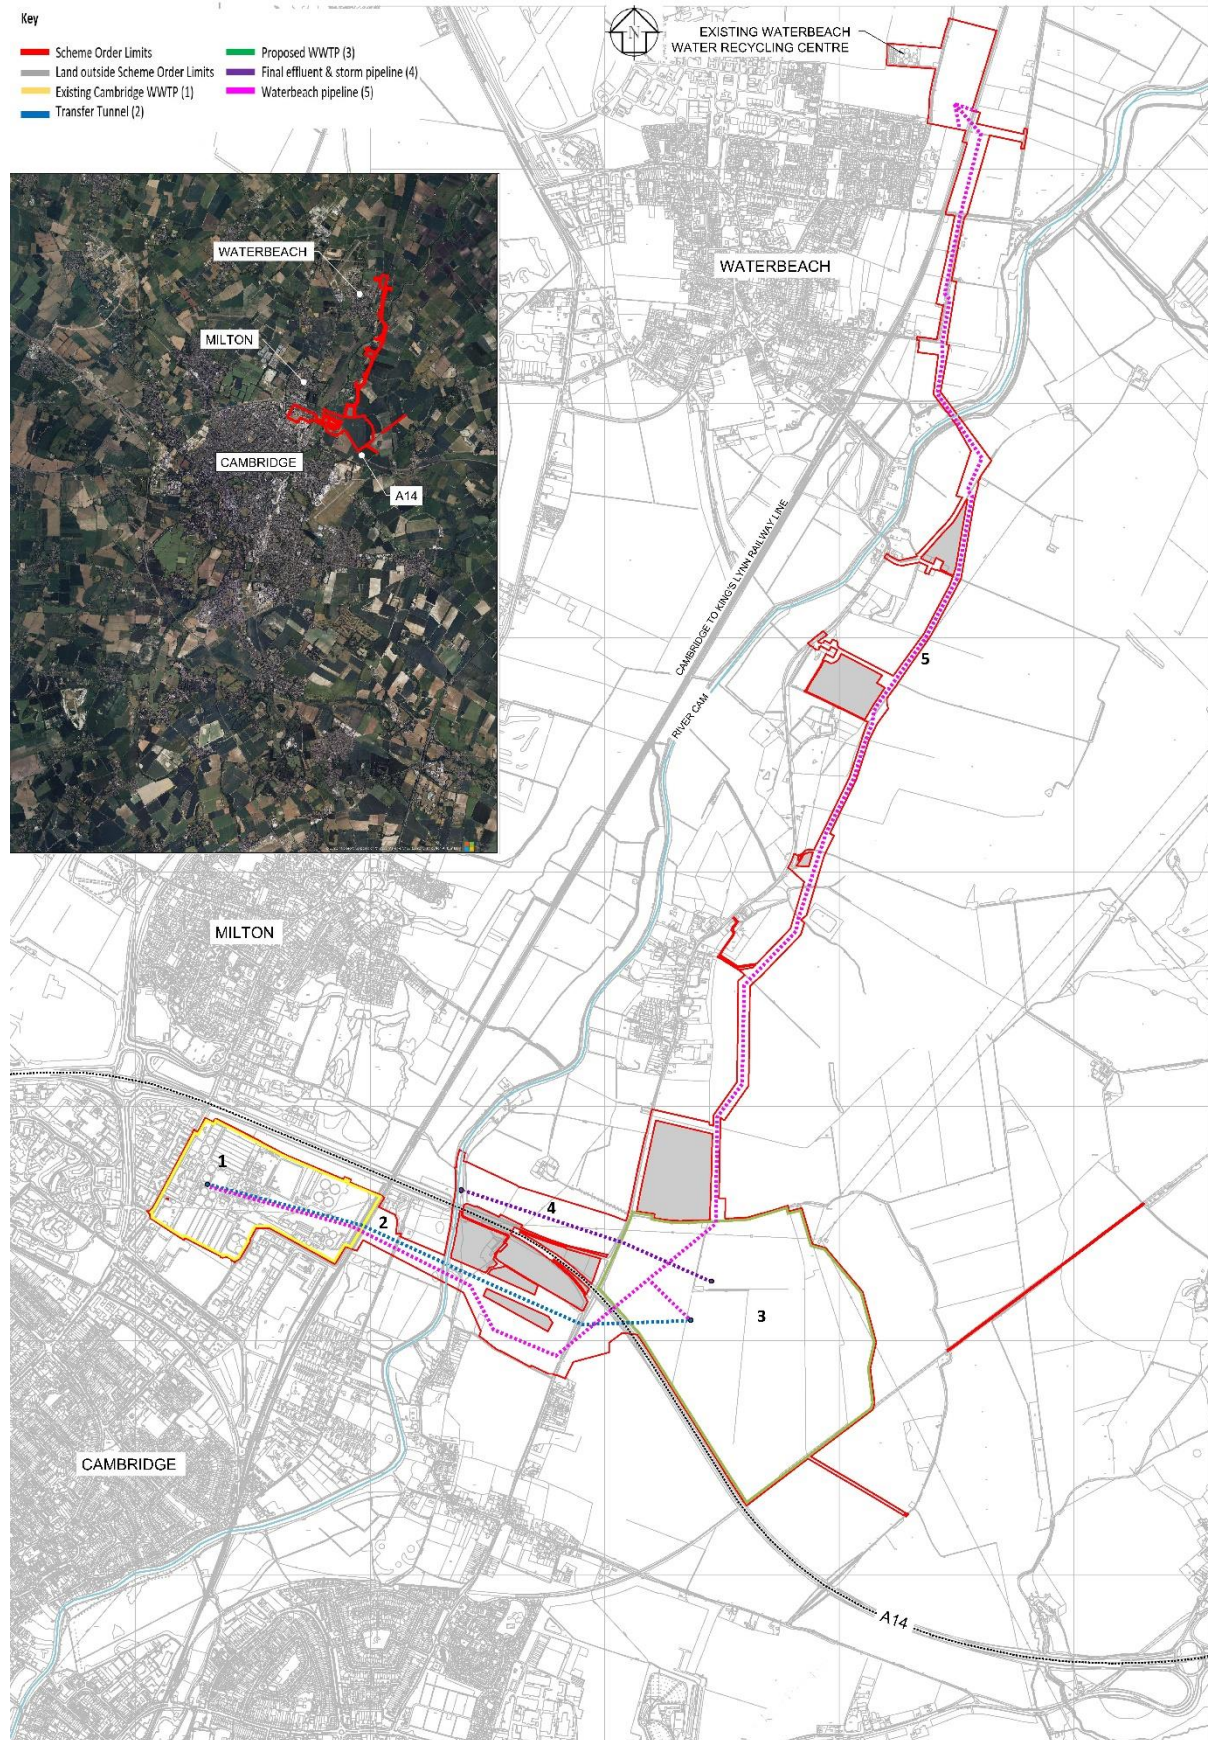 Key
Scheme Order Limits
Land outside Scheme Order Limits
Existing Cambridge WWTP (1)
Transfer Tunnel (2)
Proposed WWTP (3)
Final effluent & storm pipeline (4)
Waterbeach pipeline (5)
N
EXISTING WATERBEACH
WATER RECYCLING CENTRE
WATERBEACH
MILTON
CAMBRIDGE
A14
WATERBEACH
CAMBRIDGE TO KING'S LYNN RAILWAY LINE
RIVER CAM
5
MILTON
1
2
4
3
CAMBRIDGE
A14